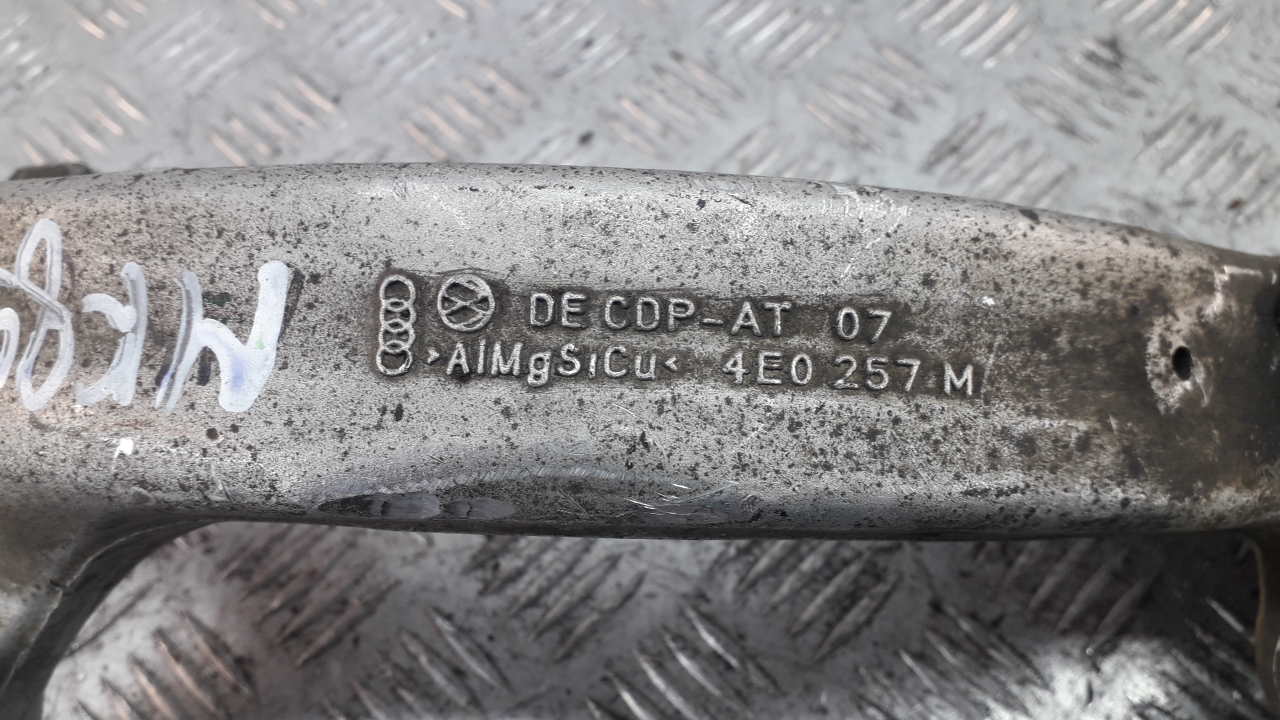 DE CDP-AT 07
>AlMgSiCu< 4E0 257 M